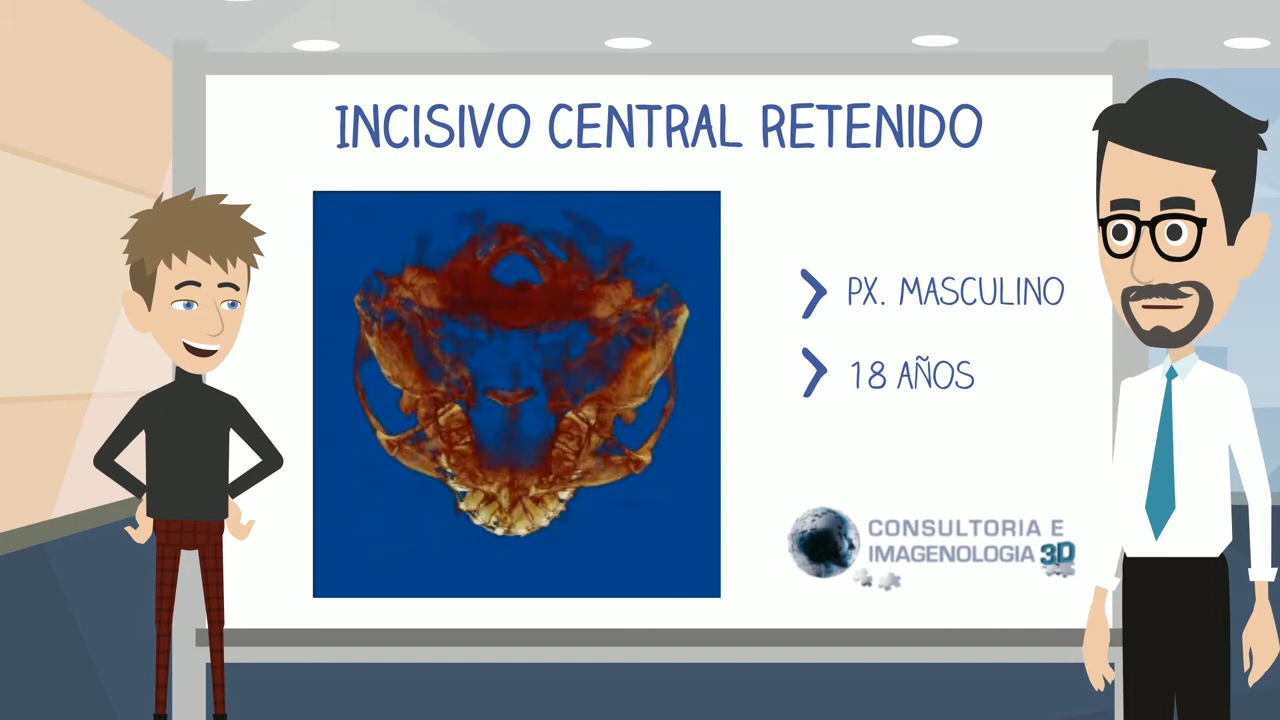 INCISIVO CENTRAL RETENIDO
PX. MASCULINO
18 AÑOS
CONSULTORIA E
IMAGENOLOGIA 3D